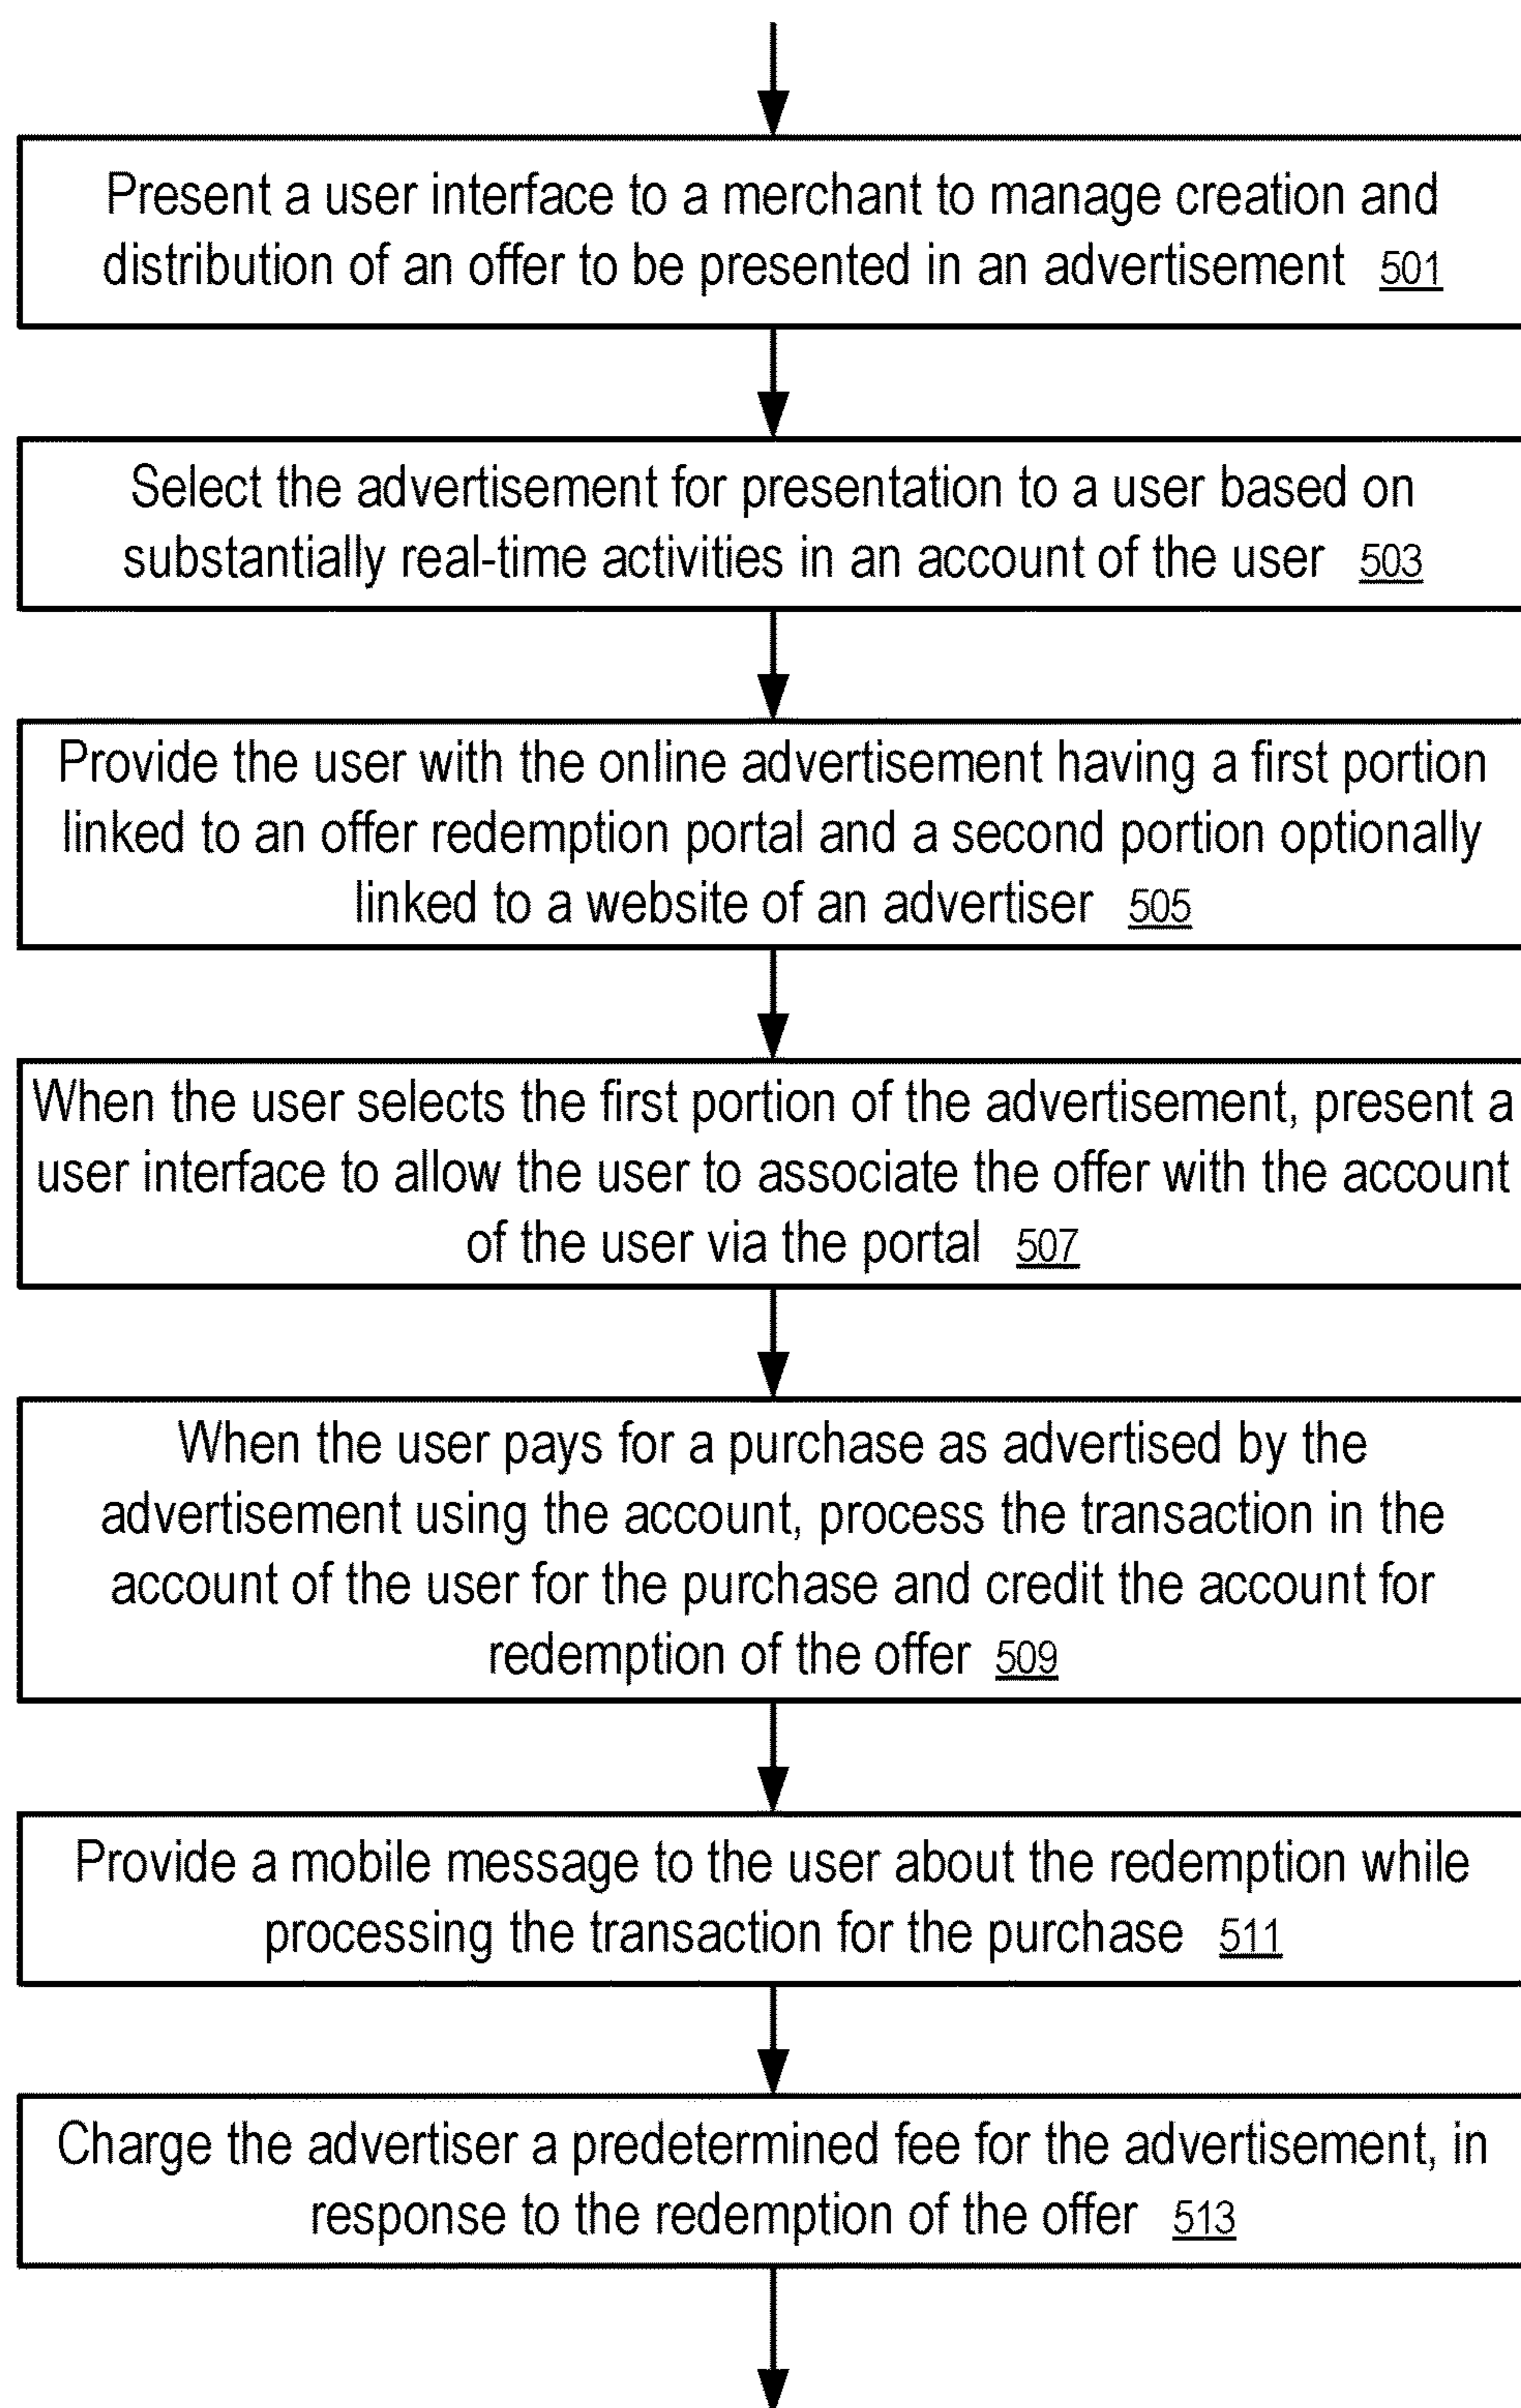 Present a user interface to a merchant to manage creation and
distribution of an offer to be presented in an advertisement 501
Select the advertisement for presentation to a user based on
substantially real-time activities in an account of the user 503
Provide the user with the online advertisement having a first portion
linked to an offer redemption portal and a second portion optionally
linked to a website of an advertiser 505
When the user selects the first portion of the advertisement, present a
user interface to allow the user to associate the offer with the account
of the user via the portal 507
When the user pays for a purchase as advertised by the
advertisement using the account, process the transaction in the
account of the user for the purchase and credit the account for
redemption of the offer 509
Provide a mobile message to the user about the redemption while
processing the transaction for the purchase 511
Charge the advertiser a predetermined fee for the advertisement, in
response to the redemption of the offer 513